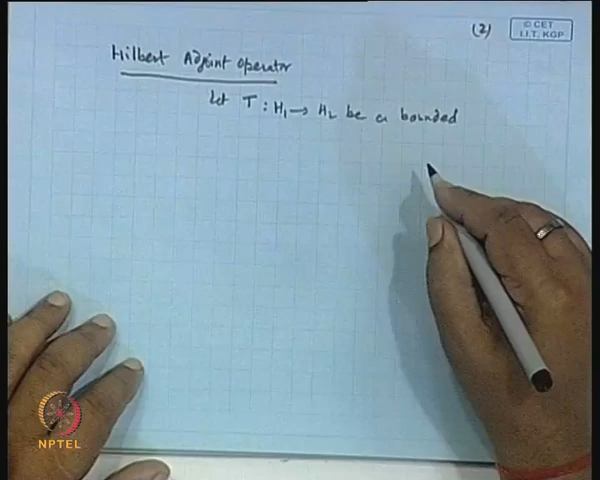 (2)
© CET
I.I.T. KGP
Hilbert Adjoint Operator
Let T : H₁ → H₂ be a bounded
NPTEL